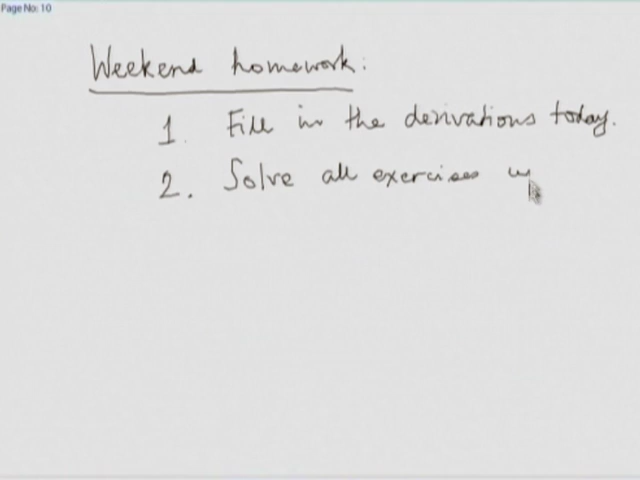 Page No: 10
Weekend homework:
1. Fill in the derivations today.
2. Solve all exercises